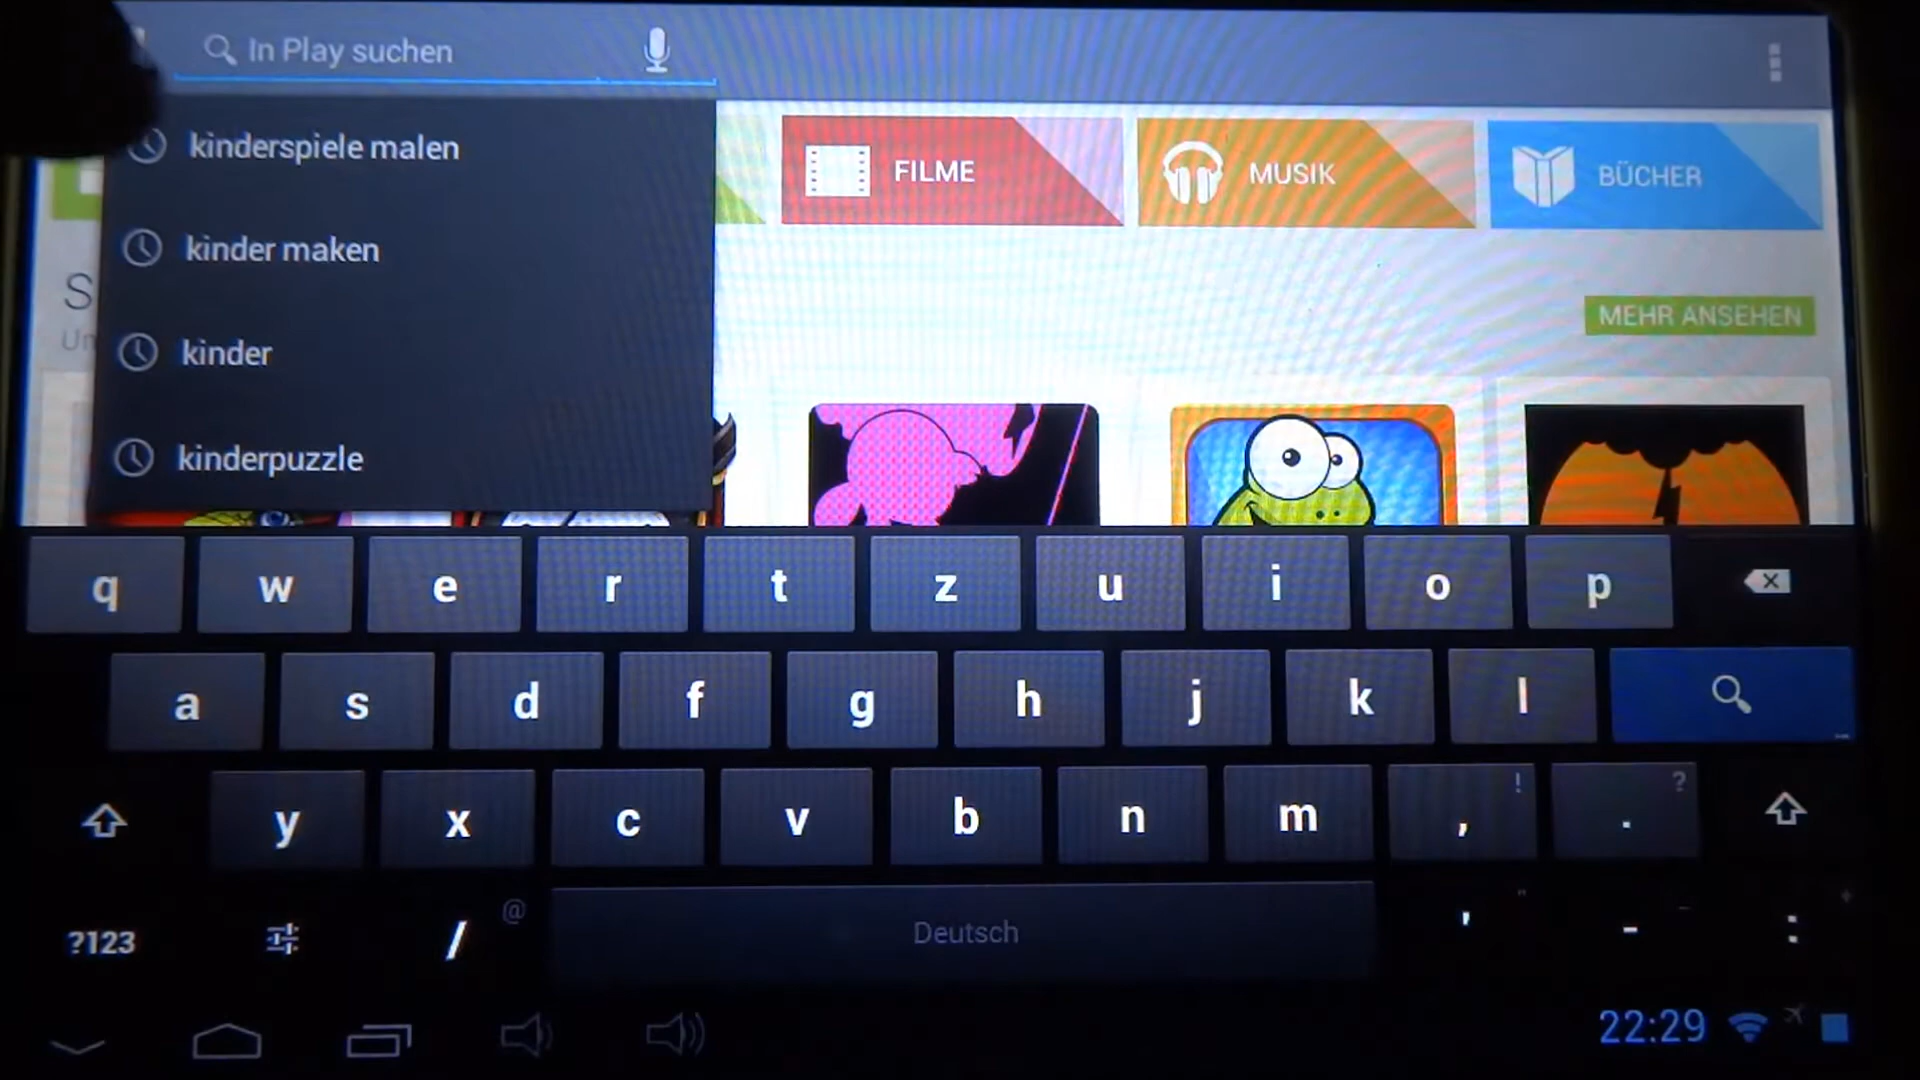 In Play suchen
kinderspiele malen
kinder maken
kinder
kinderpuzzle
FILME
MUSIK
BÜCHER
MEHR ANSEHEN
q w e r t z u i o p
a s d f g h j k l
y x c v b n m , ! . ?
?123 / @ Deutsch ' " - _ : +
22:29